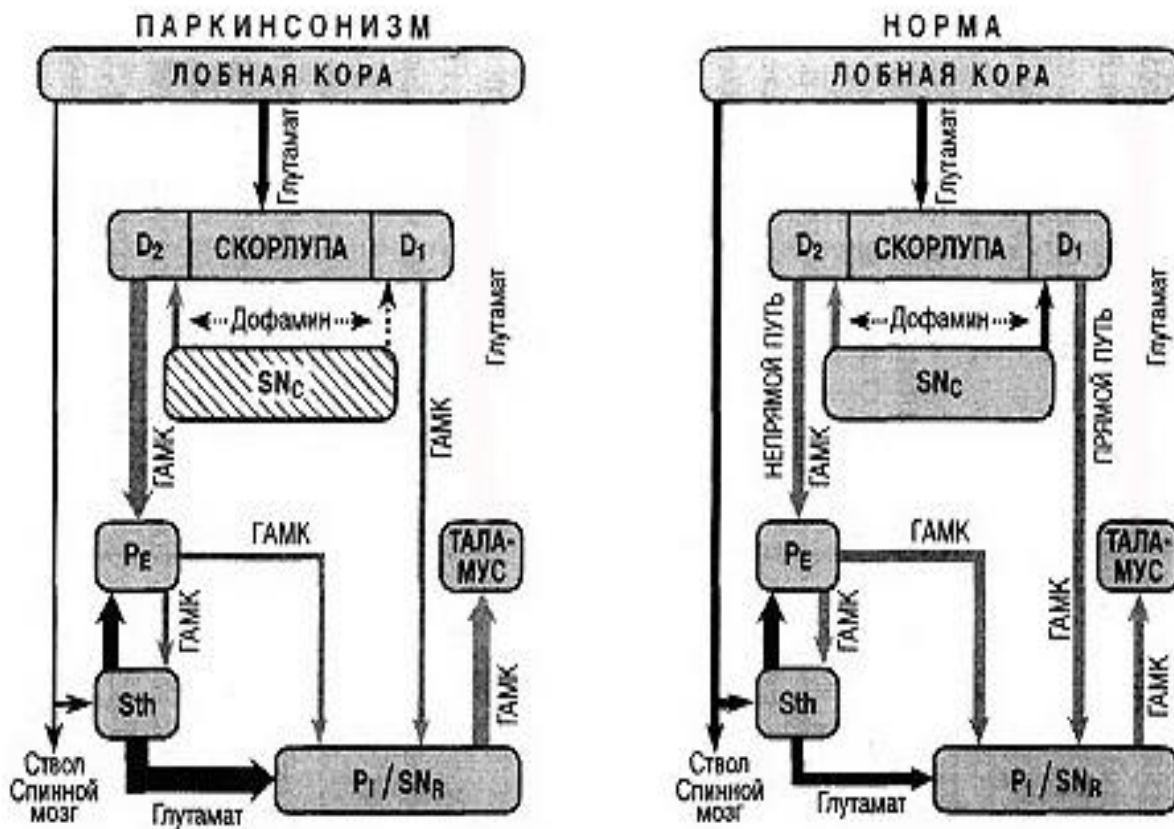 ПАРКИНСОНИЗМ
ЛОБНАЯ КОРА
Глутамат
D2 СКОРЛУПА D1
Дофамин
SNC
Глутамат
ГАМК
ГАМК
PE
ГАМК
ТАЛА-
МУС
ГАМК
Sth
ГАМК
PI / SNR
Ствол
Спинной
мозг
Глутамат
НОРМА
ЛОБНАЯ КОРА
Глутамат
D2 СКОРЛУПА D1
Дофамин
SNC
Глутамат
НЕПРЯМОЙ ПУТЬ
ГАМК
ПРЯМОЙ ПУТЬ
PE
ГАМК
ГАМК
ТАЛА-
МУС
ГАМК
Sth
ГАМК
PI / SNR
Ствол
Спинной
мозг
Глутамат